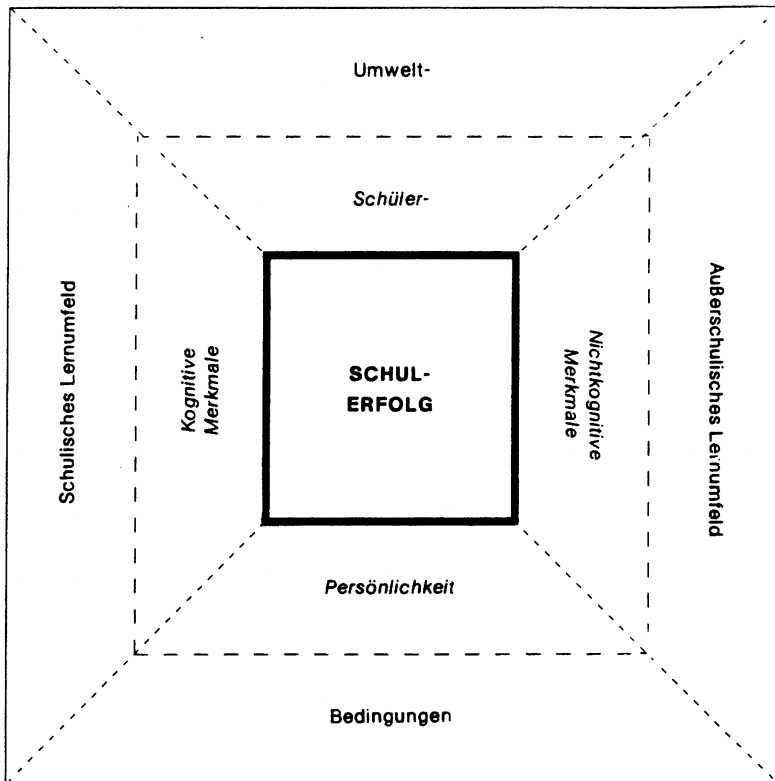 Umwelt-
Schüler-
Schulisches Lernumfeld
Kognitive
Merkmale
SCHUL-
ERFOLG
Nichtkognitive
Merkmale
Außerschulisches Lernumfeld
Persönlichkeit
Bedingungen